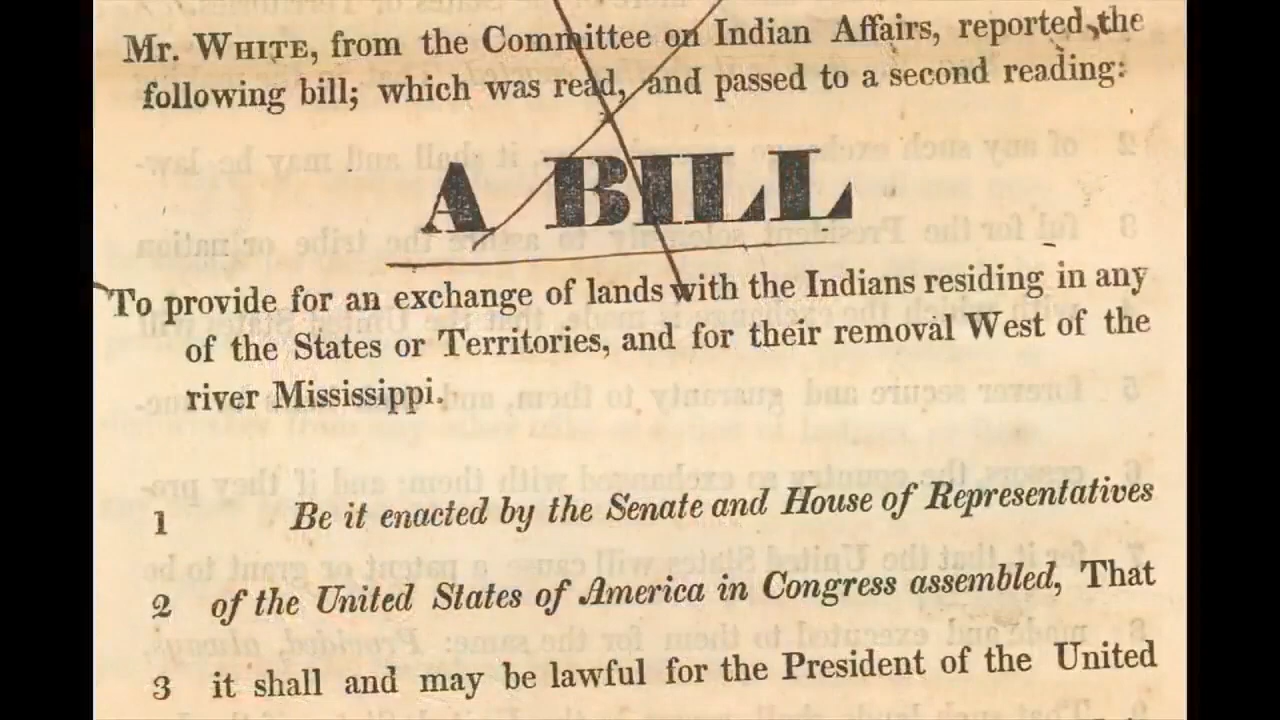 Mr. WHITE, from the Committee on Indian Affairs, reported the
following bill; which was read, and passed to a second reading:
A BILL
To provide for an exchange of lands with the Indians residing in any
of the States or Territories, and for their removal West of the
river Mississippi.
1 Be it enacted by the Senate and House of Representatives
2 of the United States of America in Congress assembled, That
3 it shall and may be lawful for the President of the United